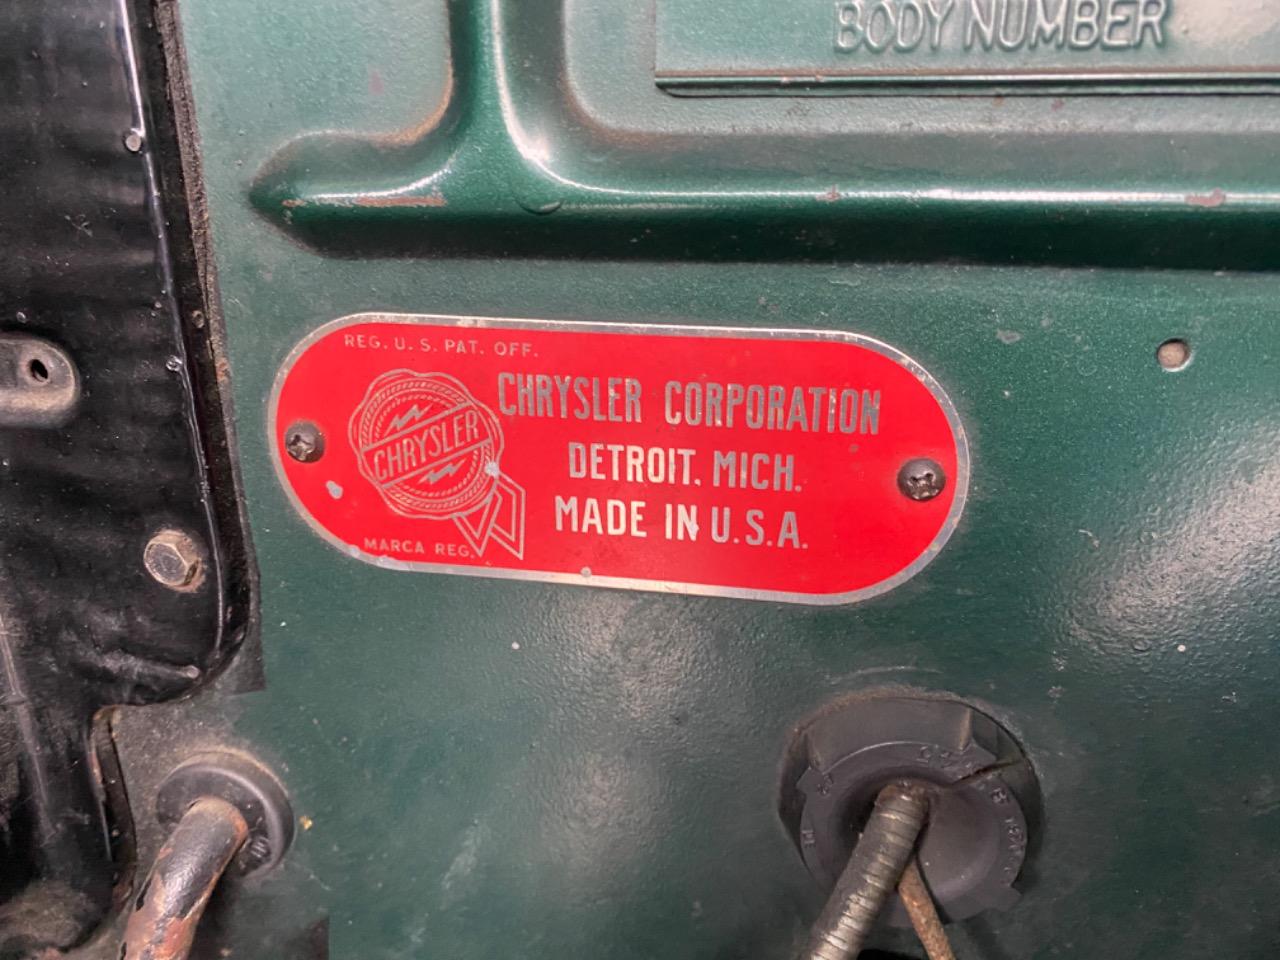 BODY NUMBER
REG. U. S. PAT. OFF.
CHRYSLER CORPORATION
CHRYSLER
DETROIT, MICH.
MADE IN U.S.A.
MARCA REG.